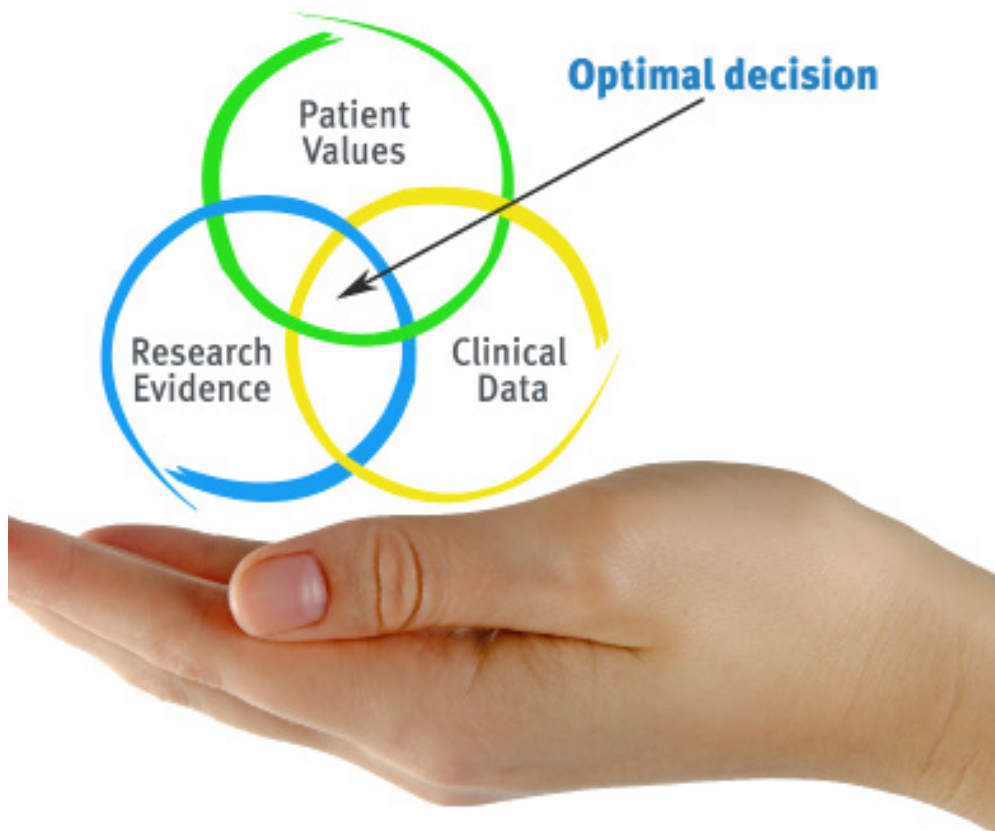 Optimal decision
Patient
Values
Research
Evidence
Clinical
Data